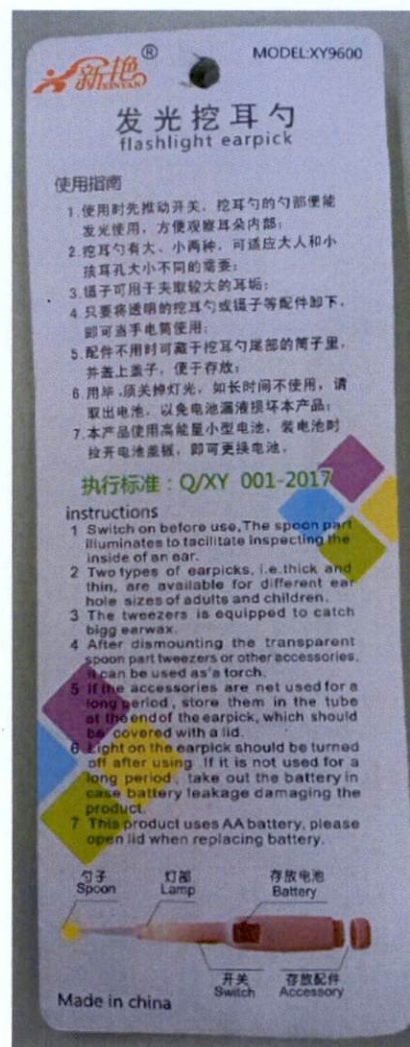 新艳®
XINYAN
MODEL:XY9600
发光挖耳勺
flashlight earpick
使用指南
1.使用时先推动开关，挖耳勺的勺部便能
发光使用，方便观察耳朵内部；
2.挖耳勺有大、小两种，可适应大人和小
孩耳孔大小不同的需要；
3.镊子可用于夹取较大的耳垢；
4.只要将透明的挖耳勺或镊子等配件卸下，
即可当手电筒使用；
5.配件不用时可藏于挖耳勺尾部的筒子里，
并盖上盖子，便于存放；
6.用毕，须关掉灯光，如长时间不使用，请
取出电池，以免电池漏液损坏本产品；
7.本产品使用高能量小型电池，装电池时
拉开电池盖板，即可更换电池。
执行标准：Q/XY 001-2017
instructions
1 Switch on before use,The spoon part
illuminates to facilitate inspecting the
inside of an ear.
2 Two types of earpicks, i.e.thick and
thin, are available for different ear
hole sizes of adults and children.
3 The tweezers is equipped to catch
bigg earwax.
4 After dismounting the transparent
spoon part tweezers or other accessories,
it can be used as'a torch.
5 If the accessories are net used for a
long period, store them in the tube
at the end of the earpick, which should
be covered with a lid.
6 Light on the earpick should be turned
off after using If it is not used for a
long period, take out the battery in
case battery leakage damaging the
product.
7 This product uses AA battery, please
open lid when replacing battery.
勺子 灯部 存放电池
Spoon Lamp Battery
开关 存放配件
Switch Accessory
Made in china